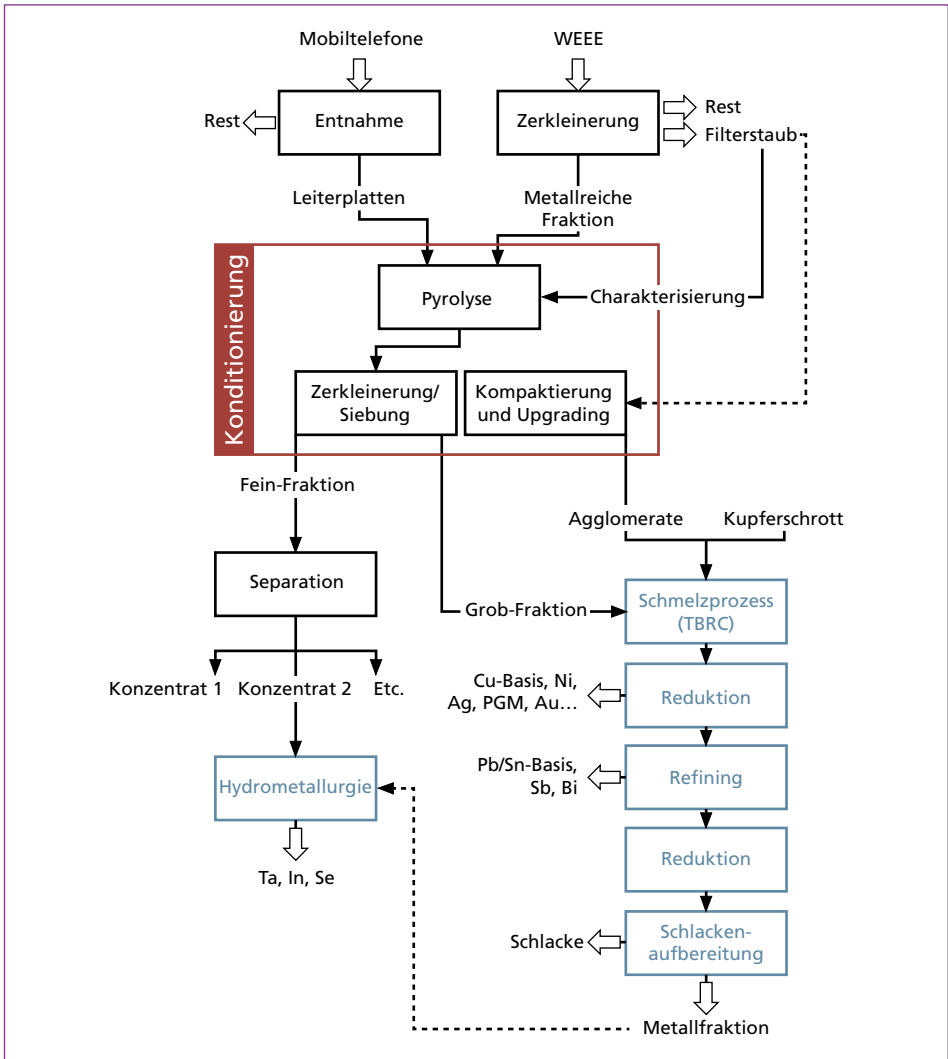 Mobiltelefone
WEEE
Rest
Entnahme
Zerkleinerung
Rest
Filterstaub
Leiterplatten
Metallreiche
Fraktion
Konditionierung
Pyrolyse
Charakterisierung
Zerkleinerung/
Siebung
Kompaktierung
und Upgrading
Fein-Fraktion
Agglomerate
Kupferschrott
Separation
Grob-Fraktion
Schmelzprozess
(TBRC)
Konzentrat 1
Konzentrat 2
Etc.
Cu-Basis, Ni,
Ag, PGM, Au...
Reduktion
Pb/Sn-Basis,
Sb, Bi
Refining
Hydrometallurgie
Reduktion
Ta, In, Se
Schlacke
Schlacken-
aufbereitung
Metallfraktion